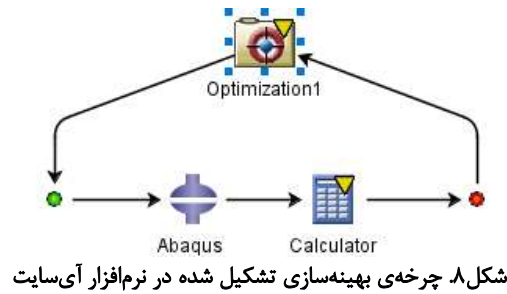 Optimization1
Abaqus
Calculator
شکل۸. چرخه‌ی بهینه‌سازی تشکیل شده در نرم‌افزار آی‌سایت